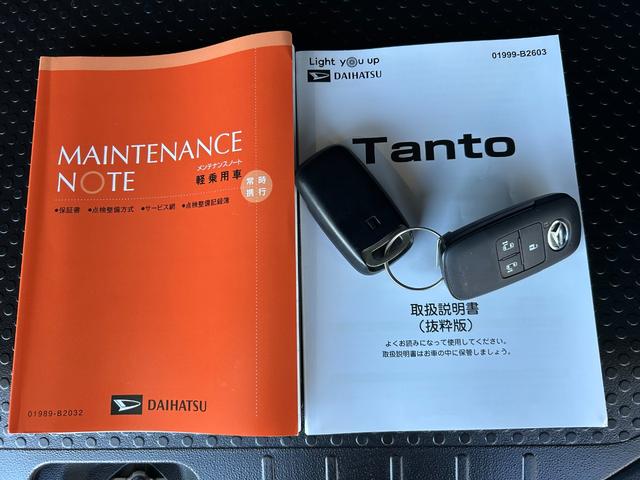 MAINTENANCE
NOTE
メンテナンスノート
軽乗用車
常時
携行
●保証書 ●点検整備方式 ●サービス網 ●点検整備記録簿
01989-B2032
DAIHATSU
Light you up
DAIHATSU
01999-B2603
Tanto
取扱説明書
(抜粋版)
よくお読みになって使用してください。
取扱説明書はお車の中に保管しましょう。